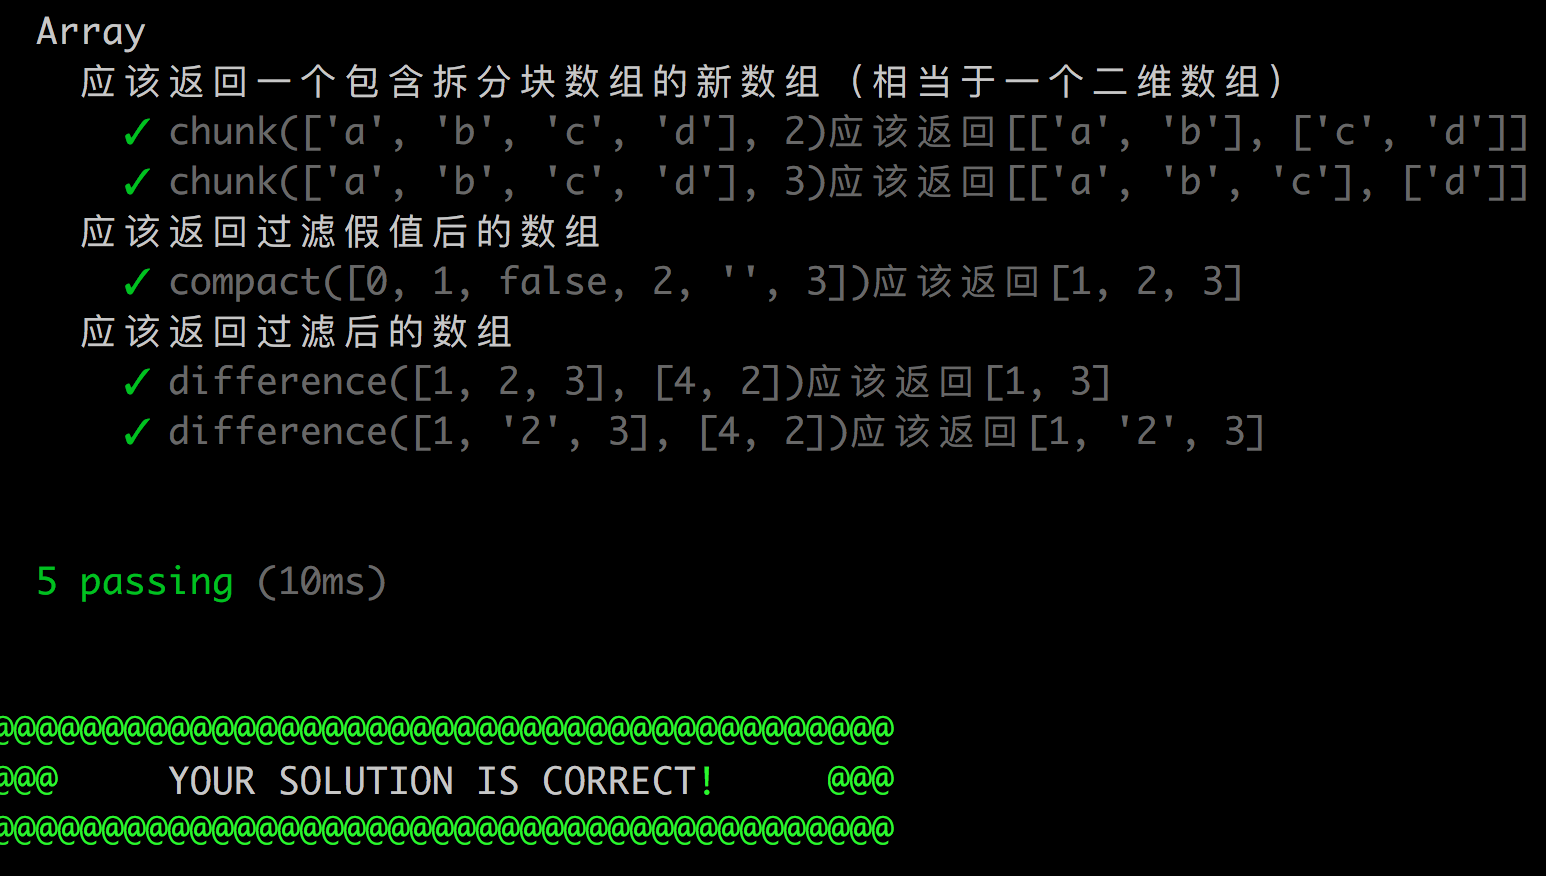 Array
应该返回一个包含拆分块数组的新数组 (相当于一个二维数组)
✓ chunk(['a', 'b', 'c', 'd'], 2)应该返回[['a', 'b'], ['c', 'd']]
✓ chunk(['a', 'b', 'c', 'd'], 3)应该返回[['a', 'b', 'c'], ['d']]
应该返回过滤假值后的数组
✓ compact([0, 1, false, 2, '', 3])应该返回[1, 2, 3]
应该返回过滤后的数组
✓ difference([1, 2, 3], [4, 2])应该返回[1, 3]
✓ difference([1, '2', 3], [4, 2])应该返回[1, '2', 3]
5 passing (10ms)
@@@@@@@@@@@@@@@@@@@@@@@@@@@@@@@@@@@@@@@@@
@@@ YOUR SOLUTION IS CORRECT! @@@
@@@@@@@@@@@@@@@@@@@@@@@@@@@@@@@@@@@@@@@@@